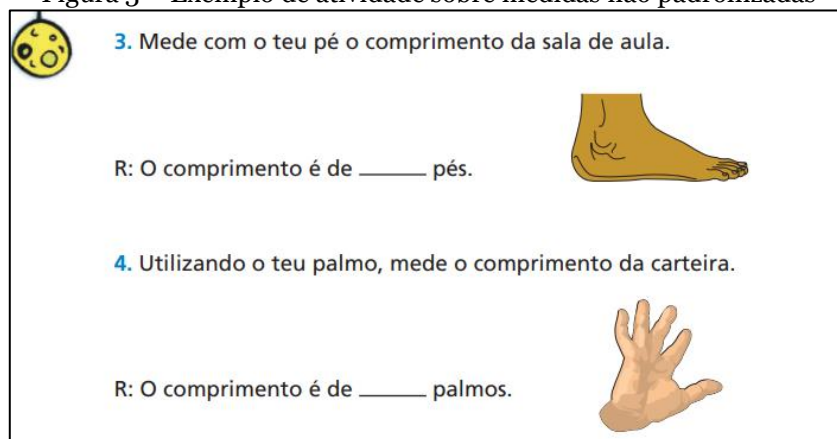 Figura 3 – Exemplo de atividade sobre medidas não padronizadas
3. Mede com o teu pé o comprimento da sala de aula.
R: O comprimento é de ______ pés.
4. Utilizando o teu palmo, mede o comprimento da carteira.
R: O comprimento é de ______ palmos.